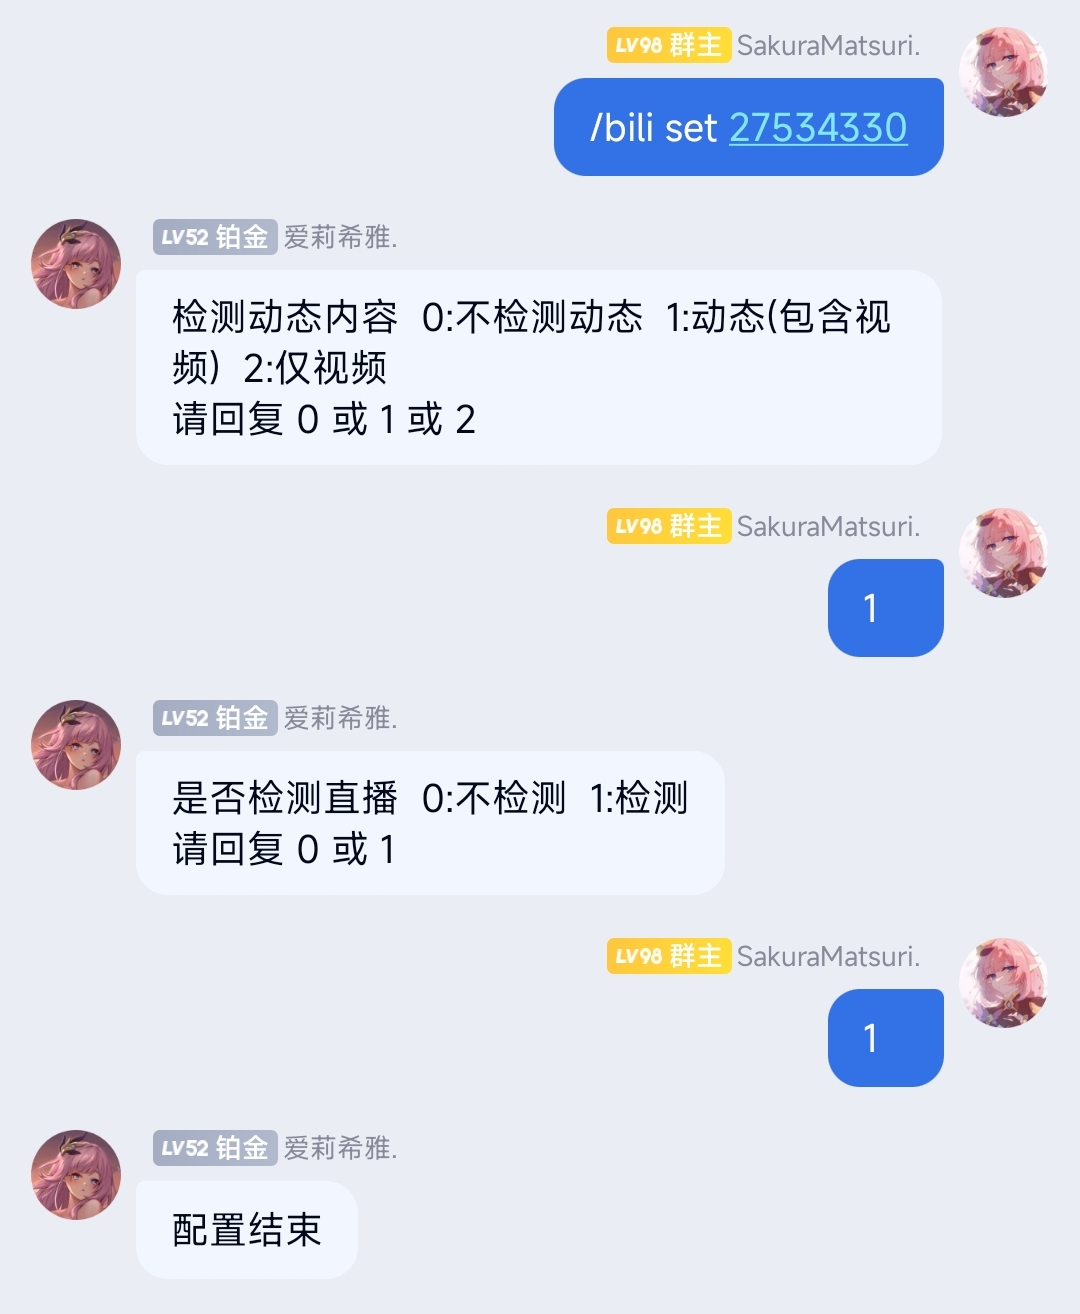 LV98 群主 SakuraMatsuri.
/bili set 27534330
LV52 铂金 爱莉希雅.
检测动态内容  0:不检测动态  1:动态(包含视
频)  2:仅视频
请回复 0 或 1 或 2
LV98 群主 SakuraMatsuri.
1
LV52 铂金 爱莉希雅.
是否检测直播  0:不检测  1:检测
请回复 0 或 1
LV98 群主 SakuraMatsuri.
1
LV52 铂金 爱莉希雅.
配置结束